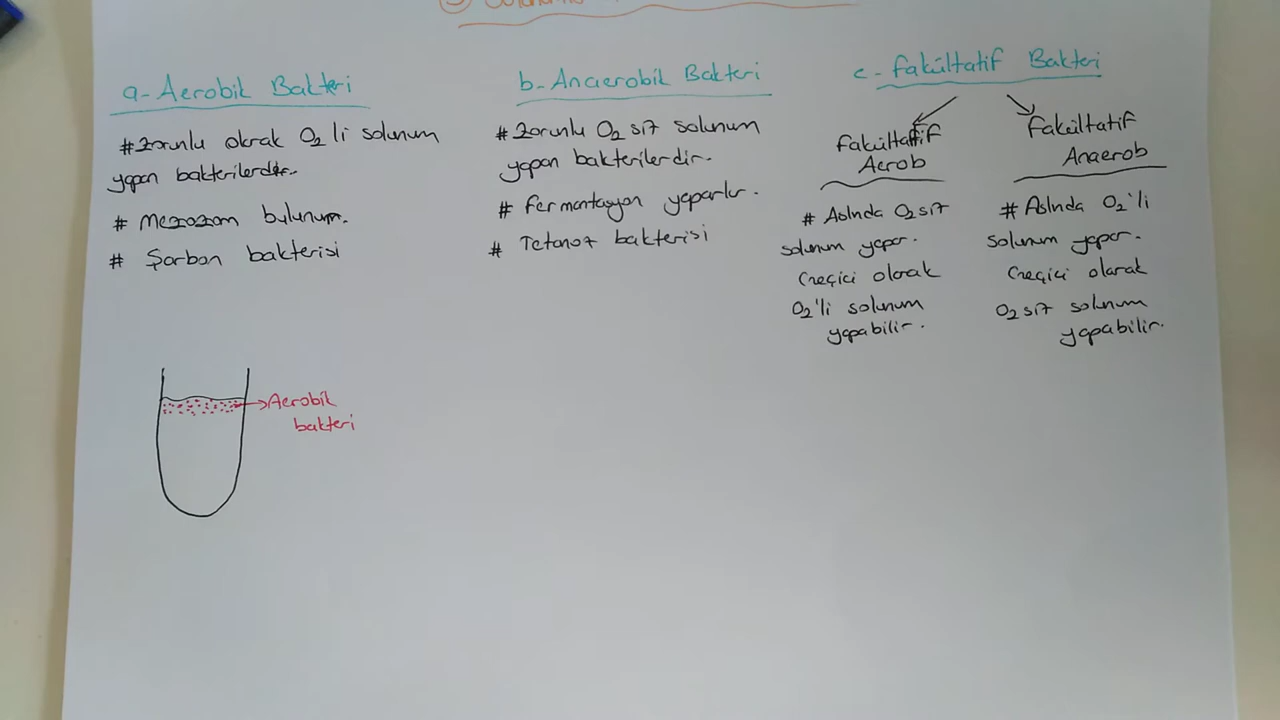 a- Aerobik Bakteri
# Zorunlu olarak O2 li solunum
yapan bakterilerdir.
# Mezozom bulunur.
# Şarbon bakterisi
b- Anaerobik Bakteri
# Zorunlu O2 siz solunum
yapan bakterilerdir.
# Fermantasyon yaparlar.
# Tetanoz bakterisi
c- Fakültatif Bakteri
Fakültatif
Aerob
# Aslında O2 siz
solunum yapar.
Geçici olarak
O2'li solunum
yapabilir.
Fakültatif
Anaerob
# Aslında O2'li
solunum yapar.
Geçici olarak
O2 siz solunum
yapabilir.
Aerobik
bakteri